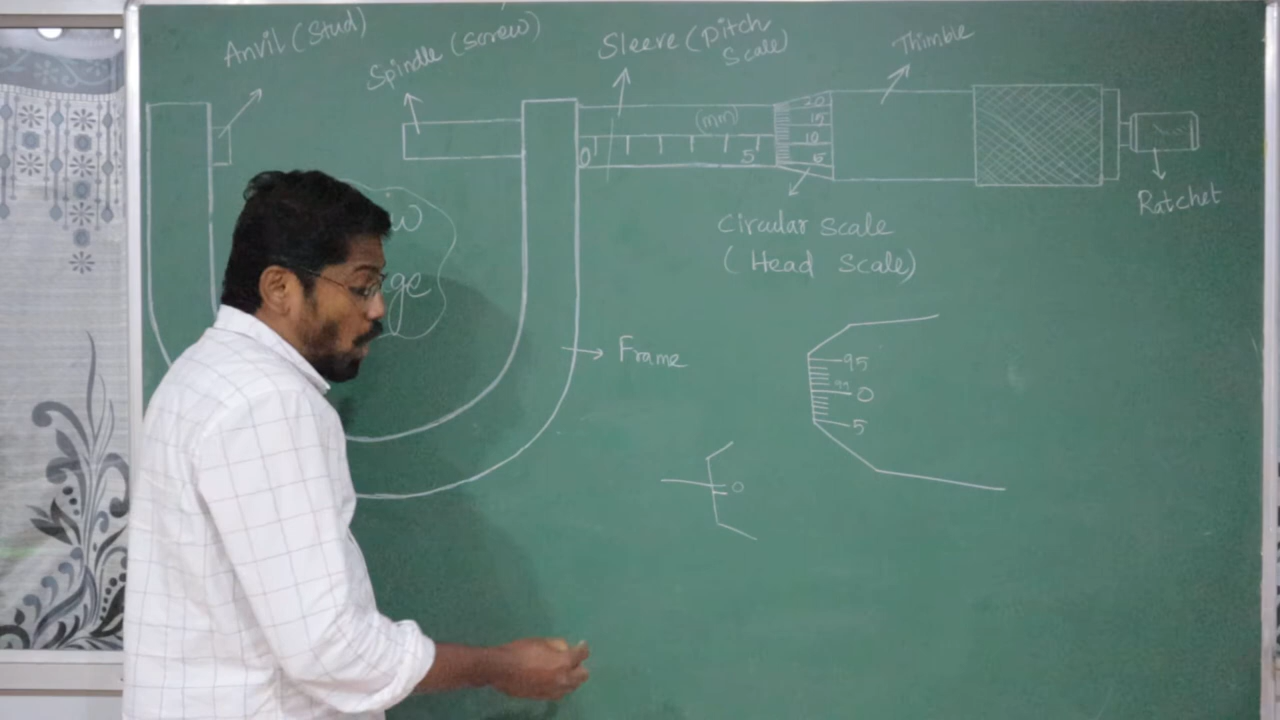 Anvil (Stud)
Spindle (Screw)
Sleeve (Pitch
Scale)
Thimble
(mm)
0 5
20
15
10
5
Ratchet
Circular Scale
(Head Scale)
Frame
95
99
0
5
0